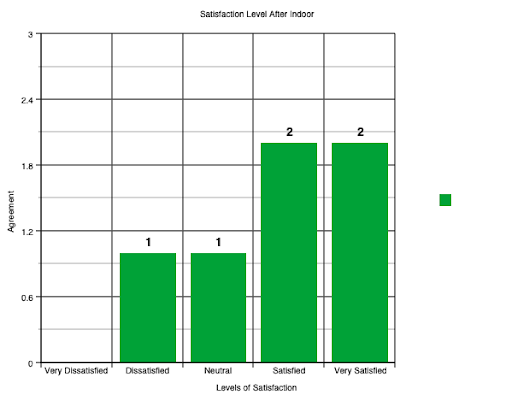 Satisfaction Level After Indoor
3
2.4
1.8
1.2
0.6
0
Agreement
1
1
2
2
Very Dissatisfied
Dissatisfied
Neutral
Satisfied
Very Satisfied
Levels of Satisfaction